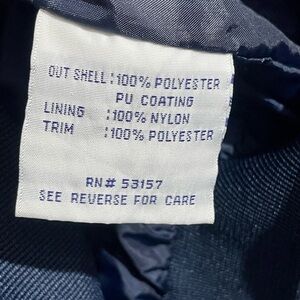 OUT SHELL:100% POLYESTER
PU COATING
LINING :100% NYLON
TRIM :100% POLYESTER
RN# 53157
SEE REVERSE FOR CARE